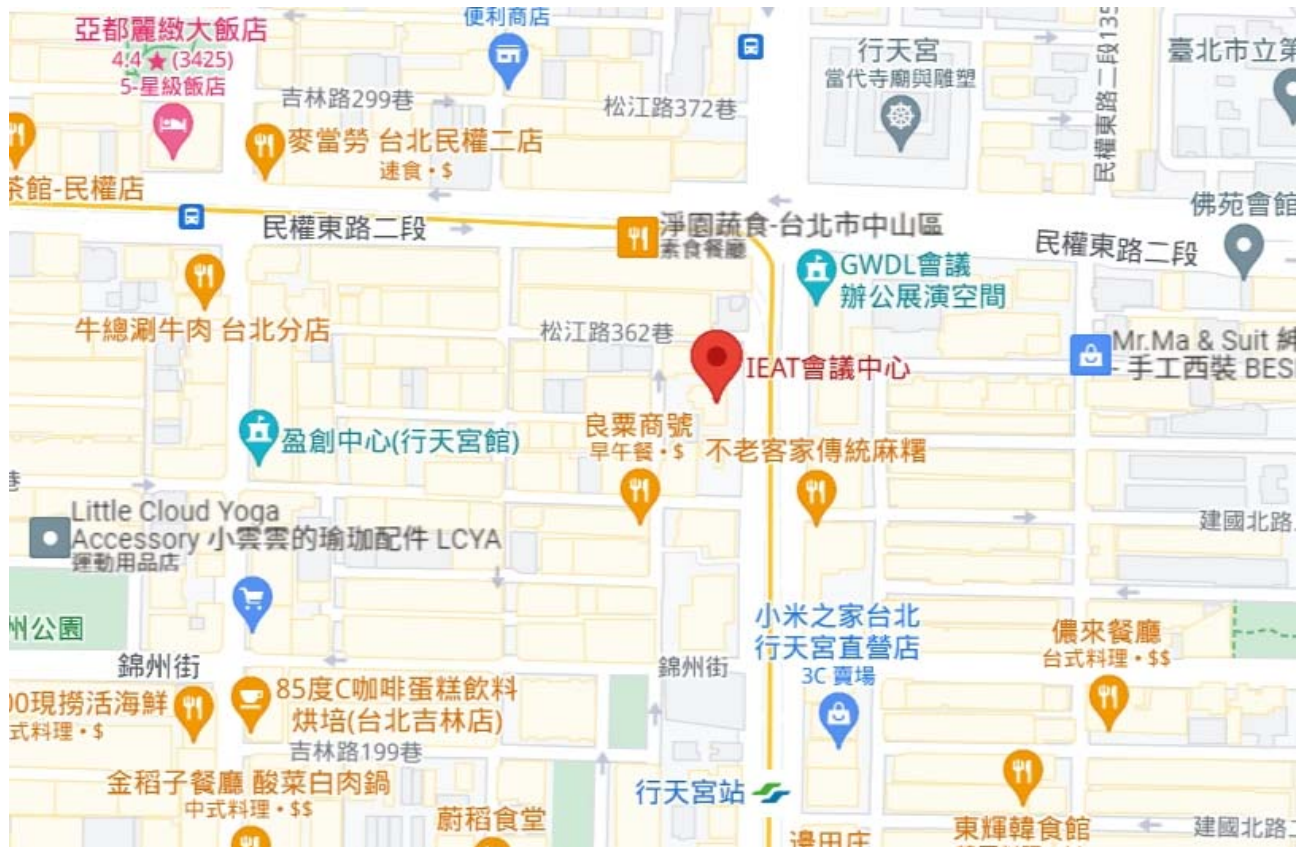 便利商店
亞都麗緻大飯店
4.4 ★ (3425)
5-星級飯店
行天宮
當代寺廟與雕塑
臺北市立第
民權東路二段135
吉林路299巷
松江路372巷
麥當勞 台北民權二店
速食・$
茶館-民權店
民權東路二段
淨園蔬食-台北市中山區
素食餐廳
佛苑會館
民權東路二段
GWDL會議
辦公展演空間
牛總涮牛肉 台北分店
松江路362巷
IEAT會議中心
Mr.Ma & Suit 紳
- 手工西裝 BES
盈創中心(行天宮館)
良粟商號
早午餐・$
不老客家傳統麻糬
巷
Little Cloud Yoga
Accessory 小雲雲的瑜珈配件 LCYA
運動用品店
建國北路
州公園
小米之家台北
行天宮直營店
3C 賣場
儂來餐廳
台式料理・$$
錦州街
錦州街
00現撈活海鮮
式料理・$
85度C咖啡蛋糕飲料
烘培(台北吉林店)
吉林路199巷
金稻子餐廳 酸菜白肉鍋
中式料理・$$
行天宮站
蔚稻食堂
邊田庄
東輝韓食館
建國北路二